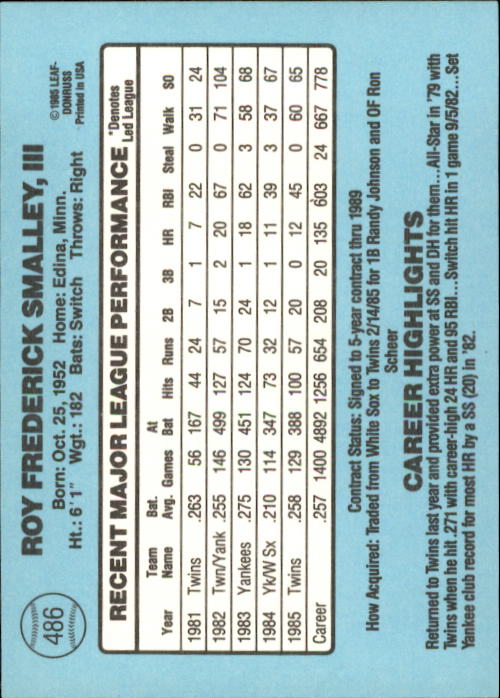 486
ROY FREDERICK SMALLEY, III
Born: Oct. 25, 1952 Home: Edina, Minn.
Ht.: 6'1" Wgt.: 182 Bats: Switch Throws: Right
©1985 LEAF-
DONRUSS
Printed in USA
RECENT MAJOR LEAGUE PERFORMANCE
*Denotes
Led League
Team Bat. At
Year Name Avg. Games Bat Hits Runs 2B 3B HR RBI Steal Walk SO
1981 Twins .263 56 167 44 24 7 1 7 22 0 31 24
1982 Twn/Yank .255 146 499 127 57 15 2 20 67 0 71 104
1983 Yankees .275 130 451 124 70 24 1 18 62 3 58 68
1984 Yk/W Sx .210 114 347 73 32 12 1 11 39 3 37 67
1985 Twins .258 129 388 100 57 20 0 12 45 0 60 65
Career .257 1400 4892 1256 654 208 20 135 603 24 667 778
Contract Status: Signed to 5-year contract thru 1989
How Acquired: Traded from White Sox to Twins 2/14/85 for 1B Randy Johnson and OF Ron
Scheer
CAREER HIGHLIGHTS
Returned to Twins last year and provided extra power at SS and DH for them...All-Star in '79 with
Twins when he hit .271 with career-high 24 HR and 95 RBI...Switch hit HR in 1 game 9/5/82...Set
Yankee club record for most HR by a SS (20) in '82.